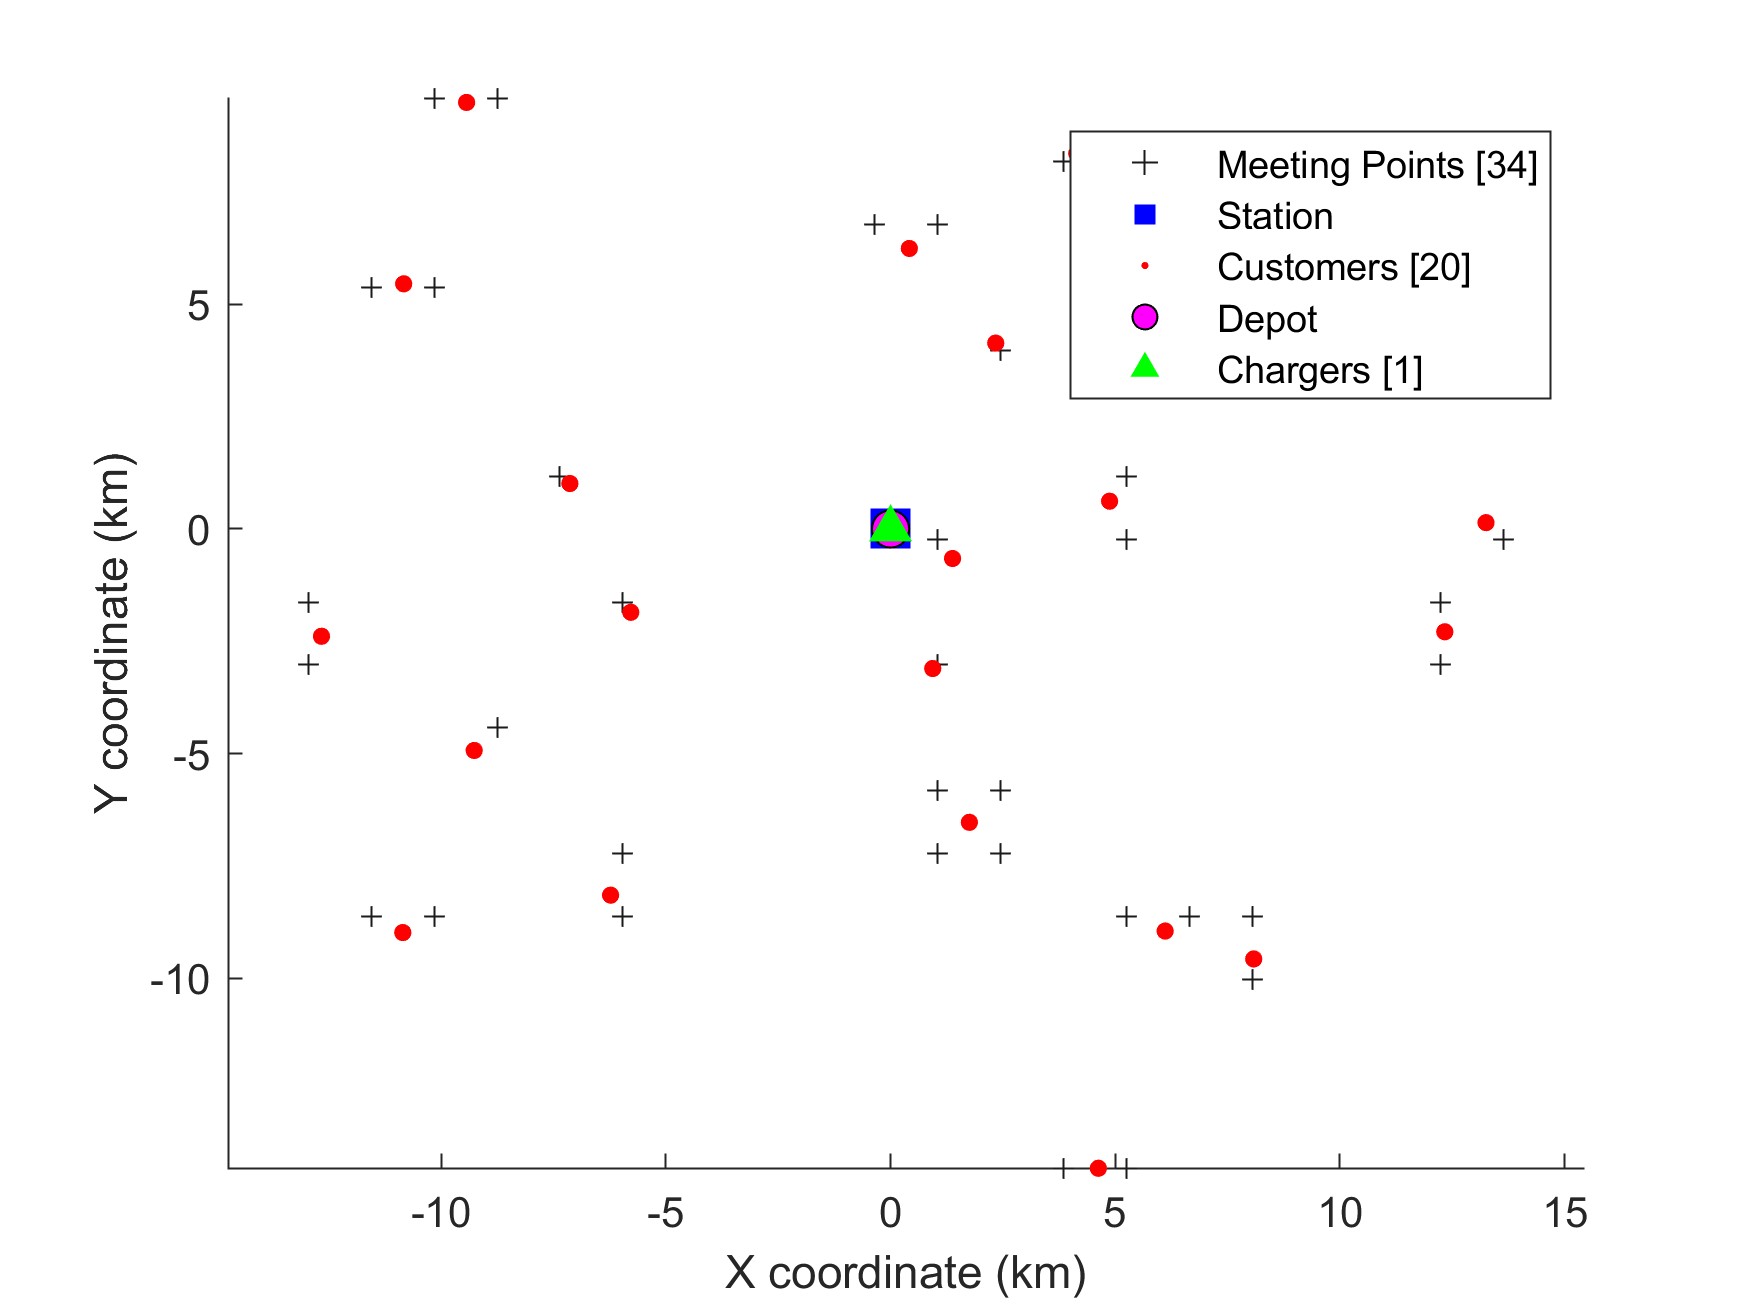 Meeting Points [34]
Station
Customers [20]
Depot
Chargers [1]
5
0
-5
-10
Y coordinate (km)
-10
-5
0
5
10
15
X coordinate (km)